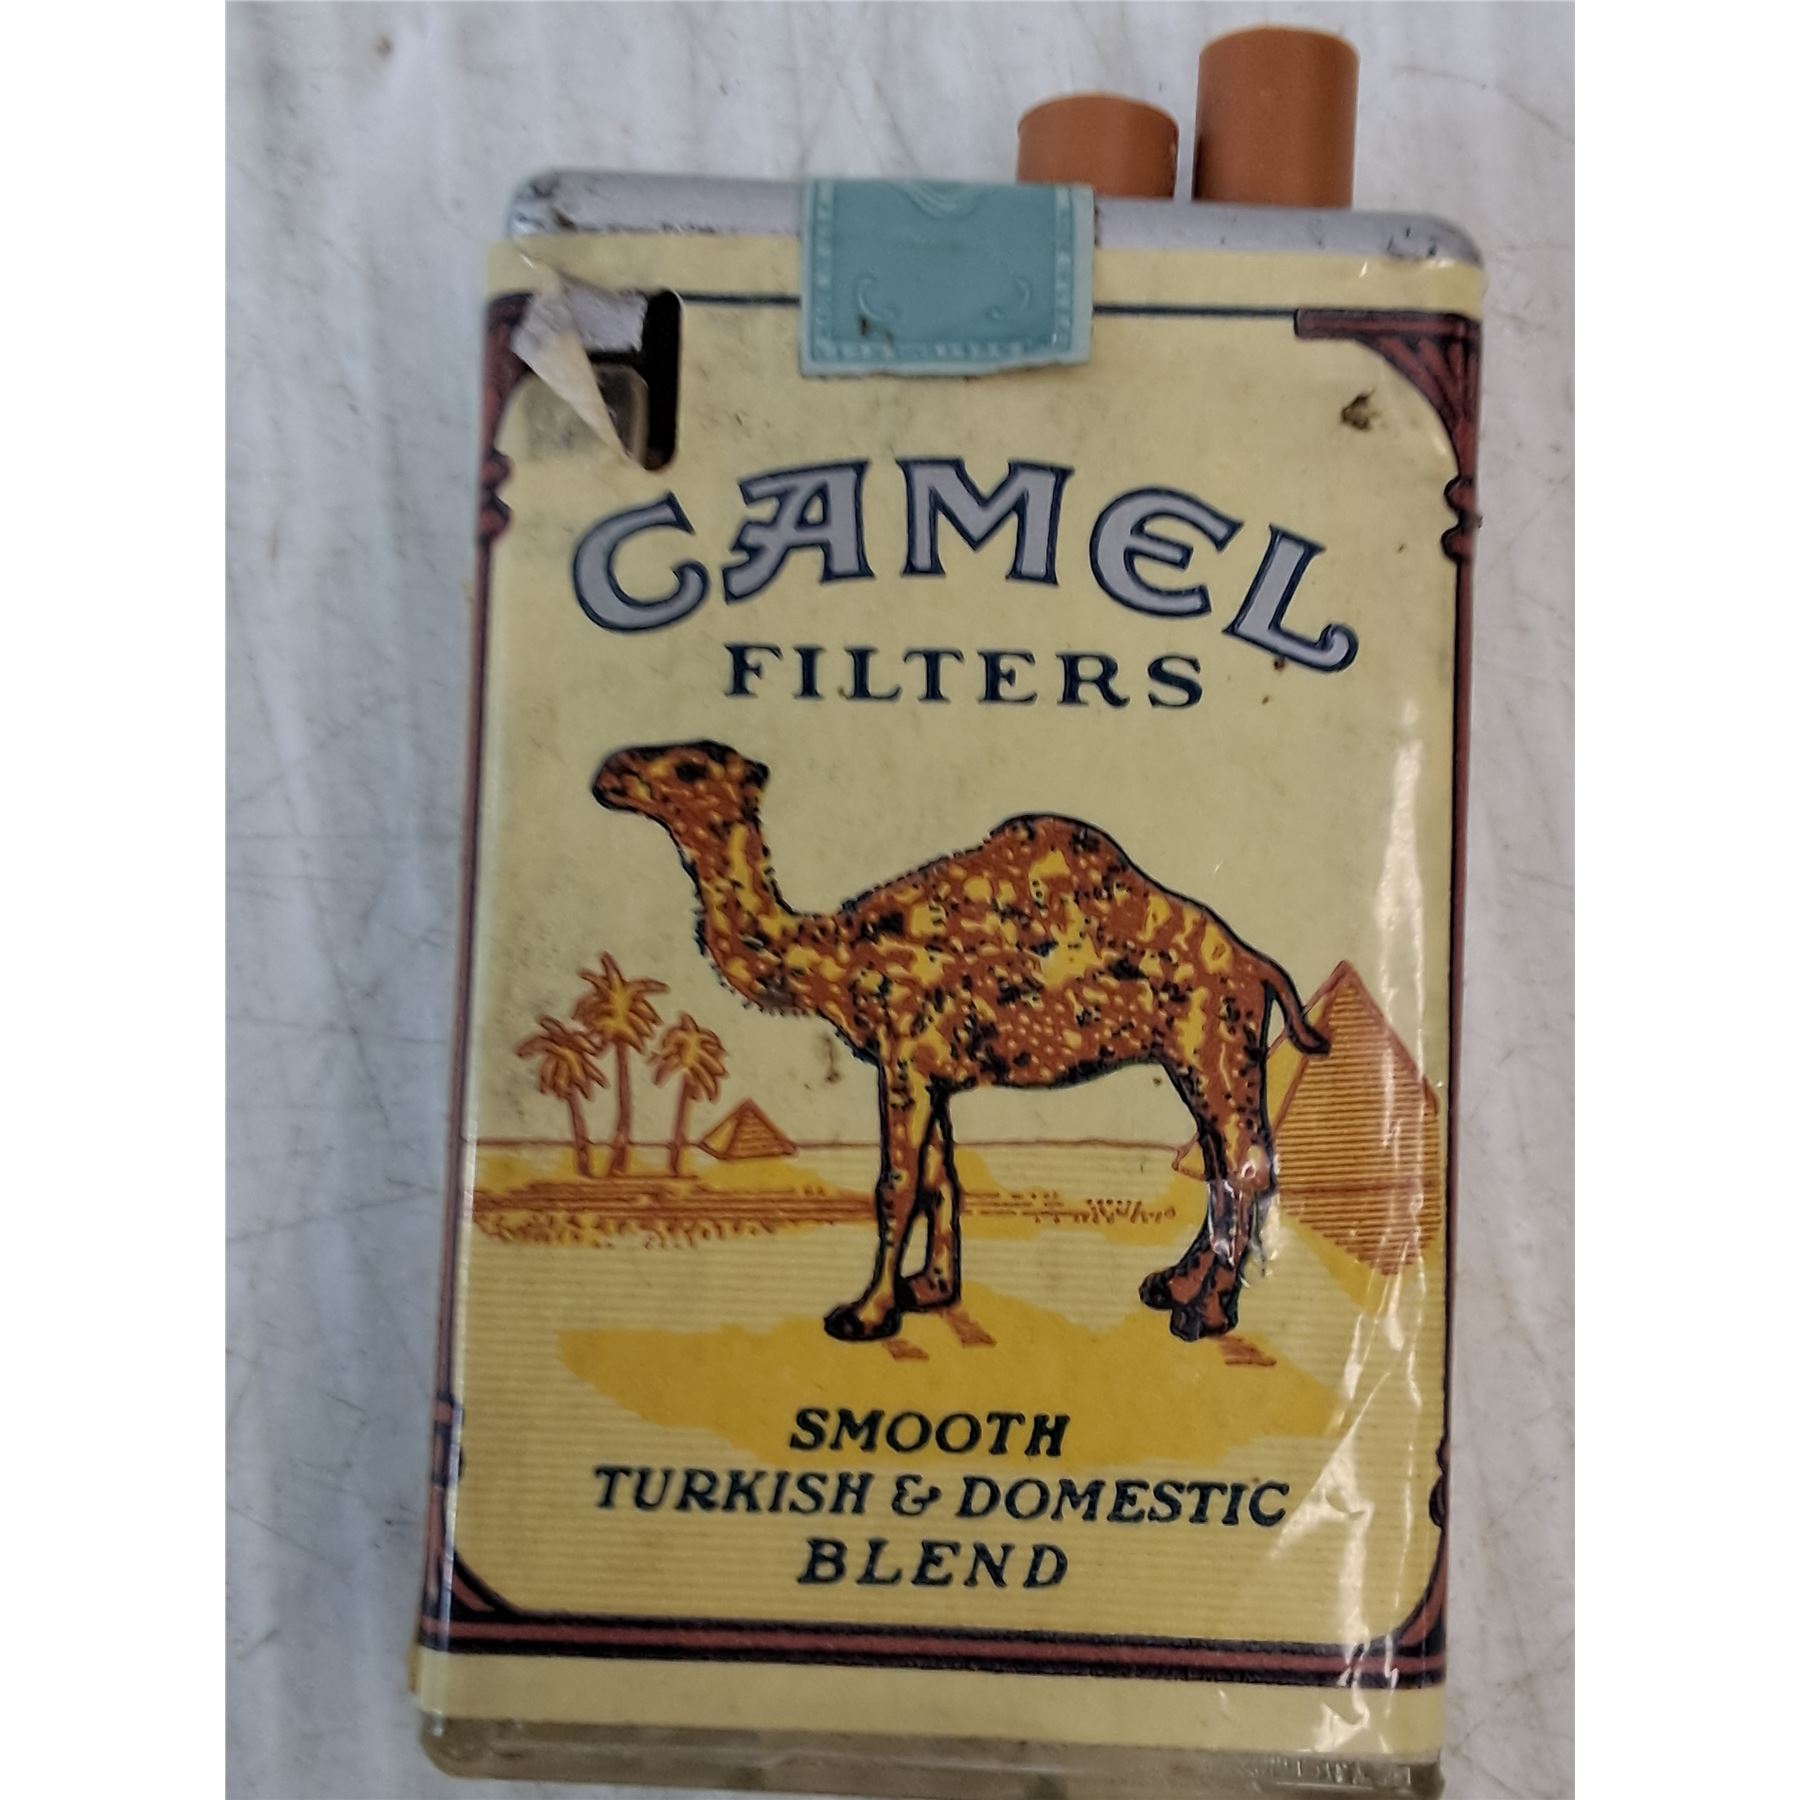 CAMEL
FILTERS
SMOOTH
TURKISH & DOMESTIC
BLEND